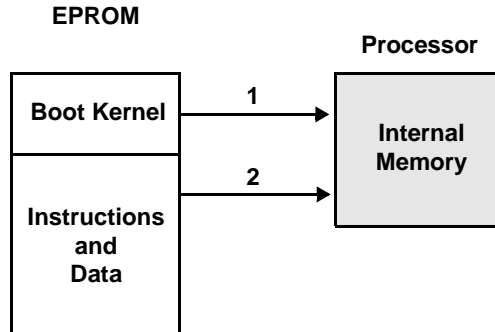 EPROM
Processor
Boot Kernel
1
Internal
Memory
2
Instructions
and
Data